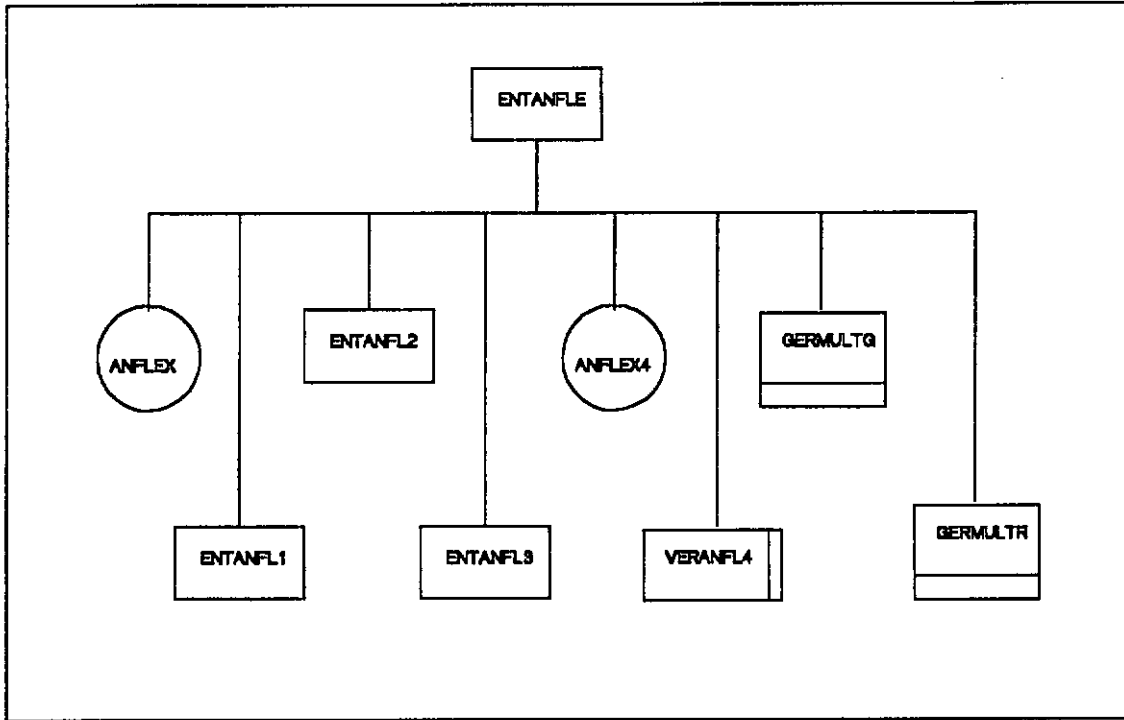 ENTANFLE
ANFLEX
ENTANFL2
ANFLEX4
GERMULTG
ENTANFL1
ENTANFL3
VERANFL4
GERMULTR